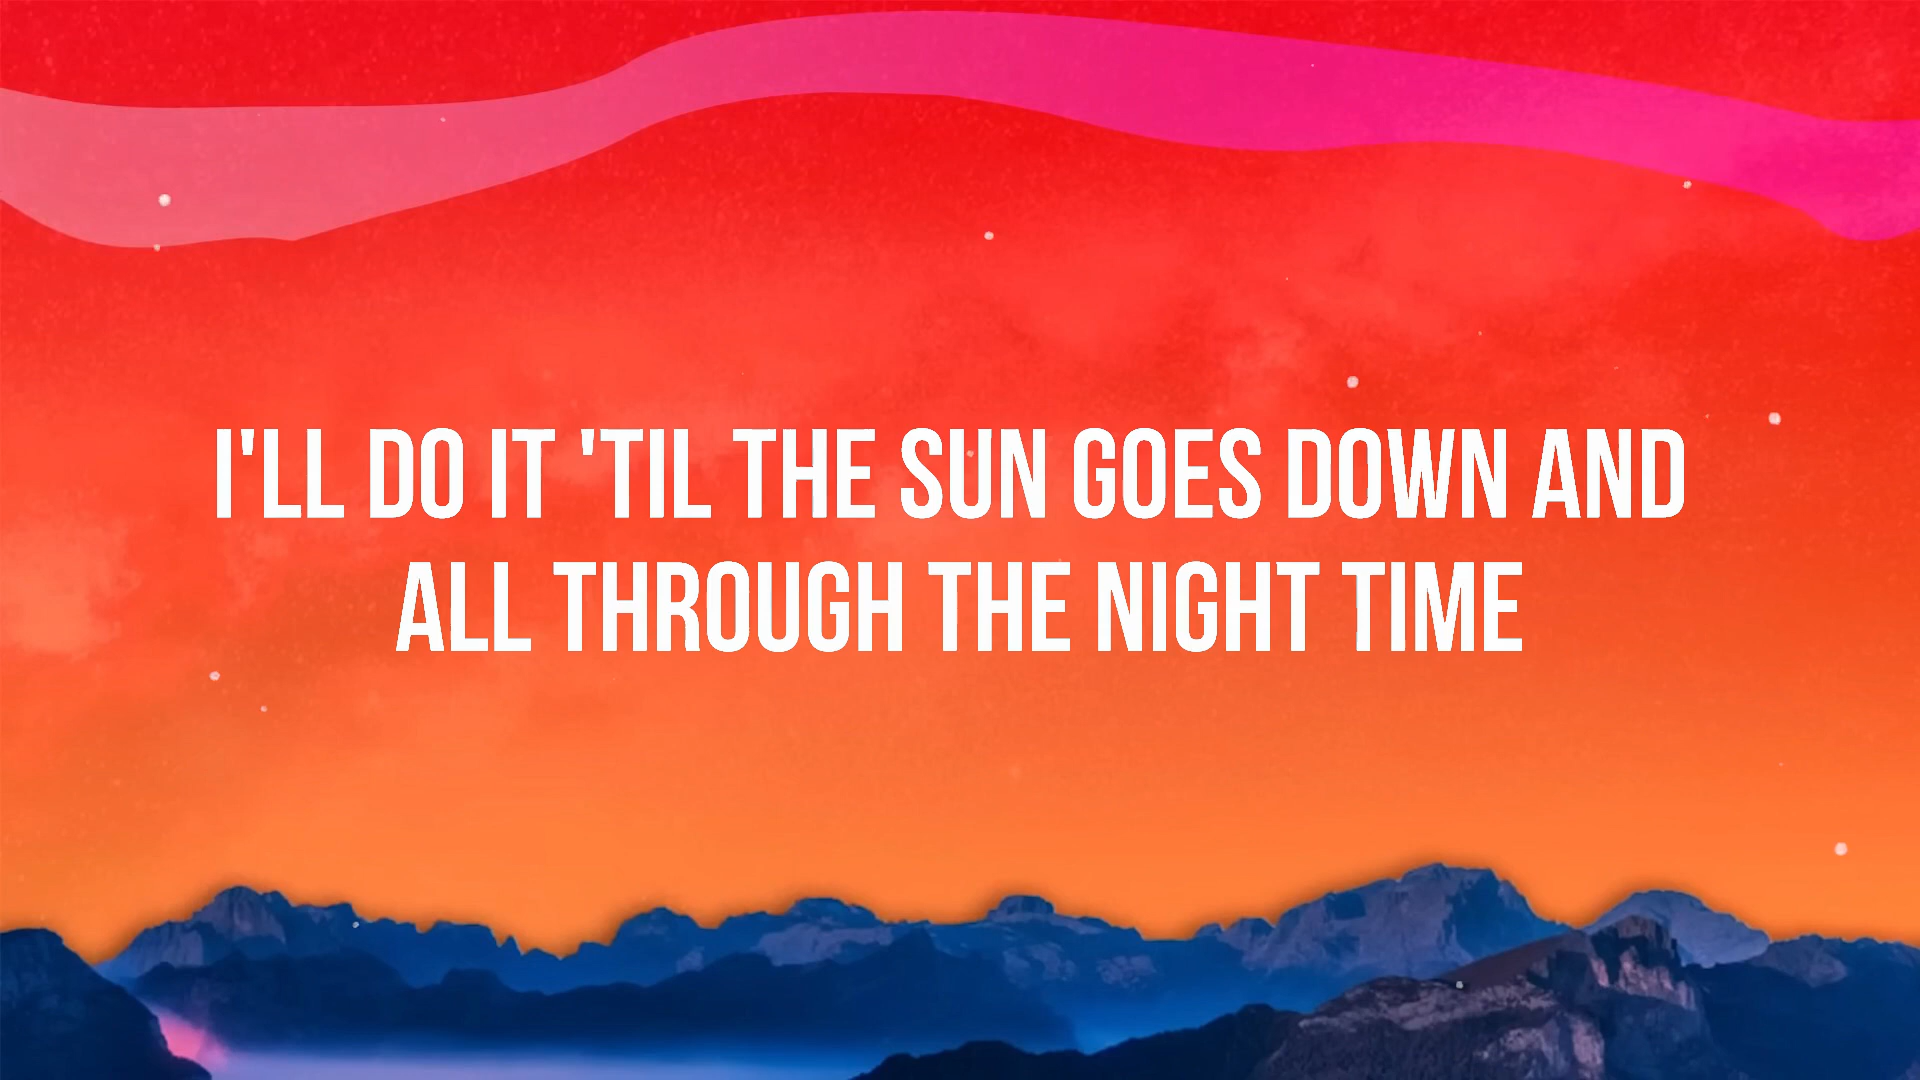 I'LL DO IT 'TIL THE SUN GOES DOWN AND
ALL THROUGH THE NIGHT TIME